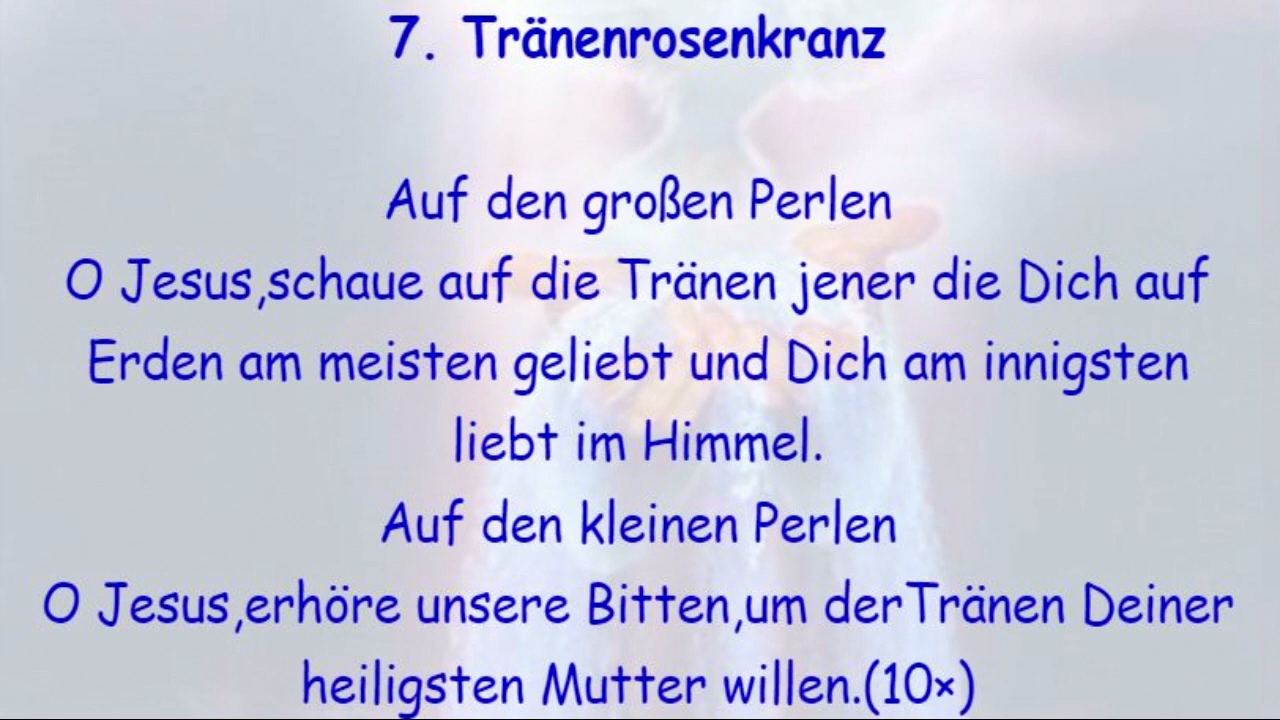 7. Tränenrosenkranz
Auf den großen Perlen
O Jesus,schaue auf die Tränen jener die Dich auf
Erden am meisten geliebt und Dich am innigsten
liebt im Himmel.
Auf den kleinen Perlen
O Jesus,erhöre unsere Bitten,um derTränen Deiner
heiligsten Mutter willen.(10×)